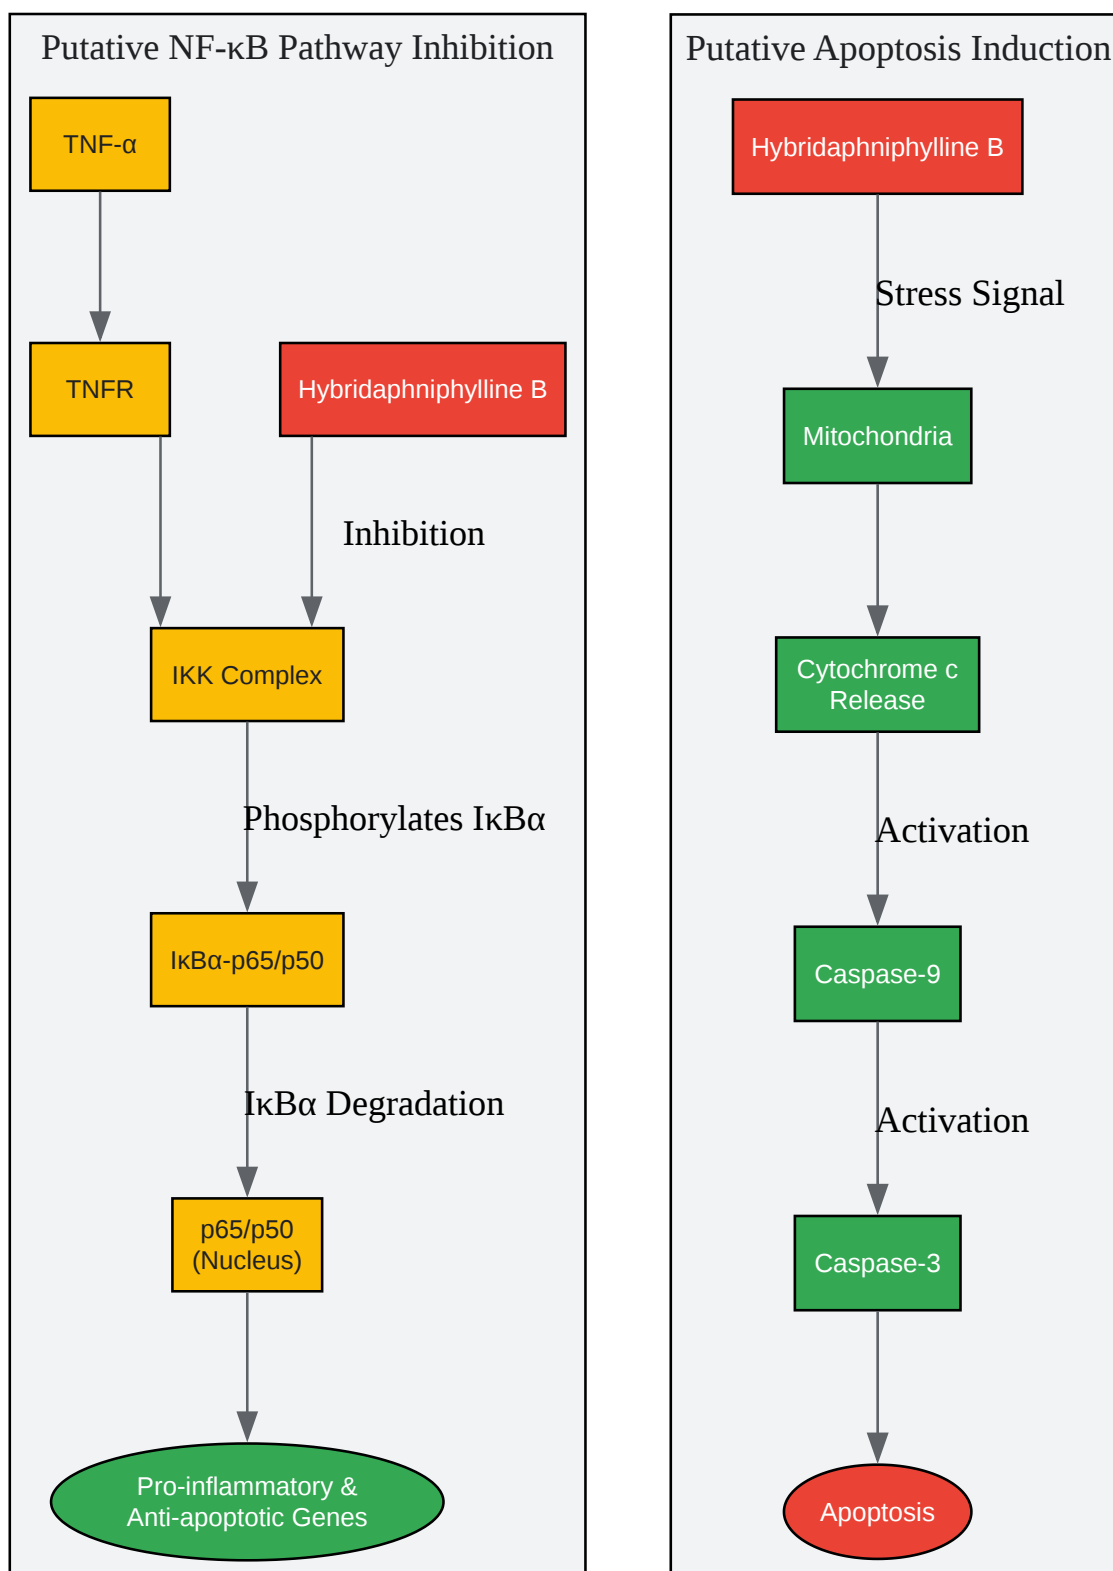 Putative NF-κB Pathway Inhibition
TNF-α
TNFR
Hybridaphniphylline B
Inhibition
IKK Complex
Phosphorylates IκBα
IκBα-p65/p50
IκBα Degradation
p65/p50
(Nucleus)
Pro-inflammatory &
Anti-apoptotic Genes
Putative Apoptosis Induction
Hybridaphniphylline B
Stress Signal
Mitochondria
Cytochrome c
Release
Activation
Caspase-9
Activation
Caspase-3
Apoptosis